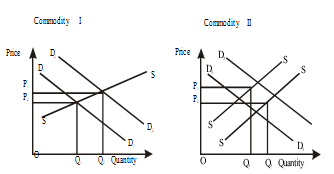 Commodity I
Commodity II
Price
D,
D,
P
P,
S
S
D,
D,
O
Q,
Q,
Quantity
Price
D,
D,
P,
P,
S
S
S
S
D,
O
Q,
Q,
Quantity